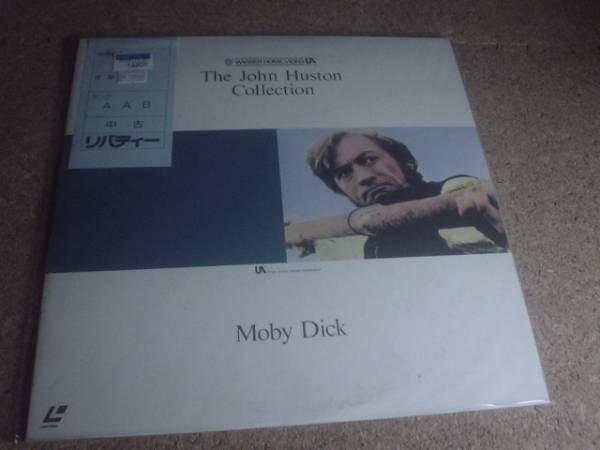 WARNER HOME VIDEO UA
The John Huston
Collection
A A B
中古
リバティー
UA
Moby Dick